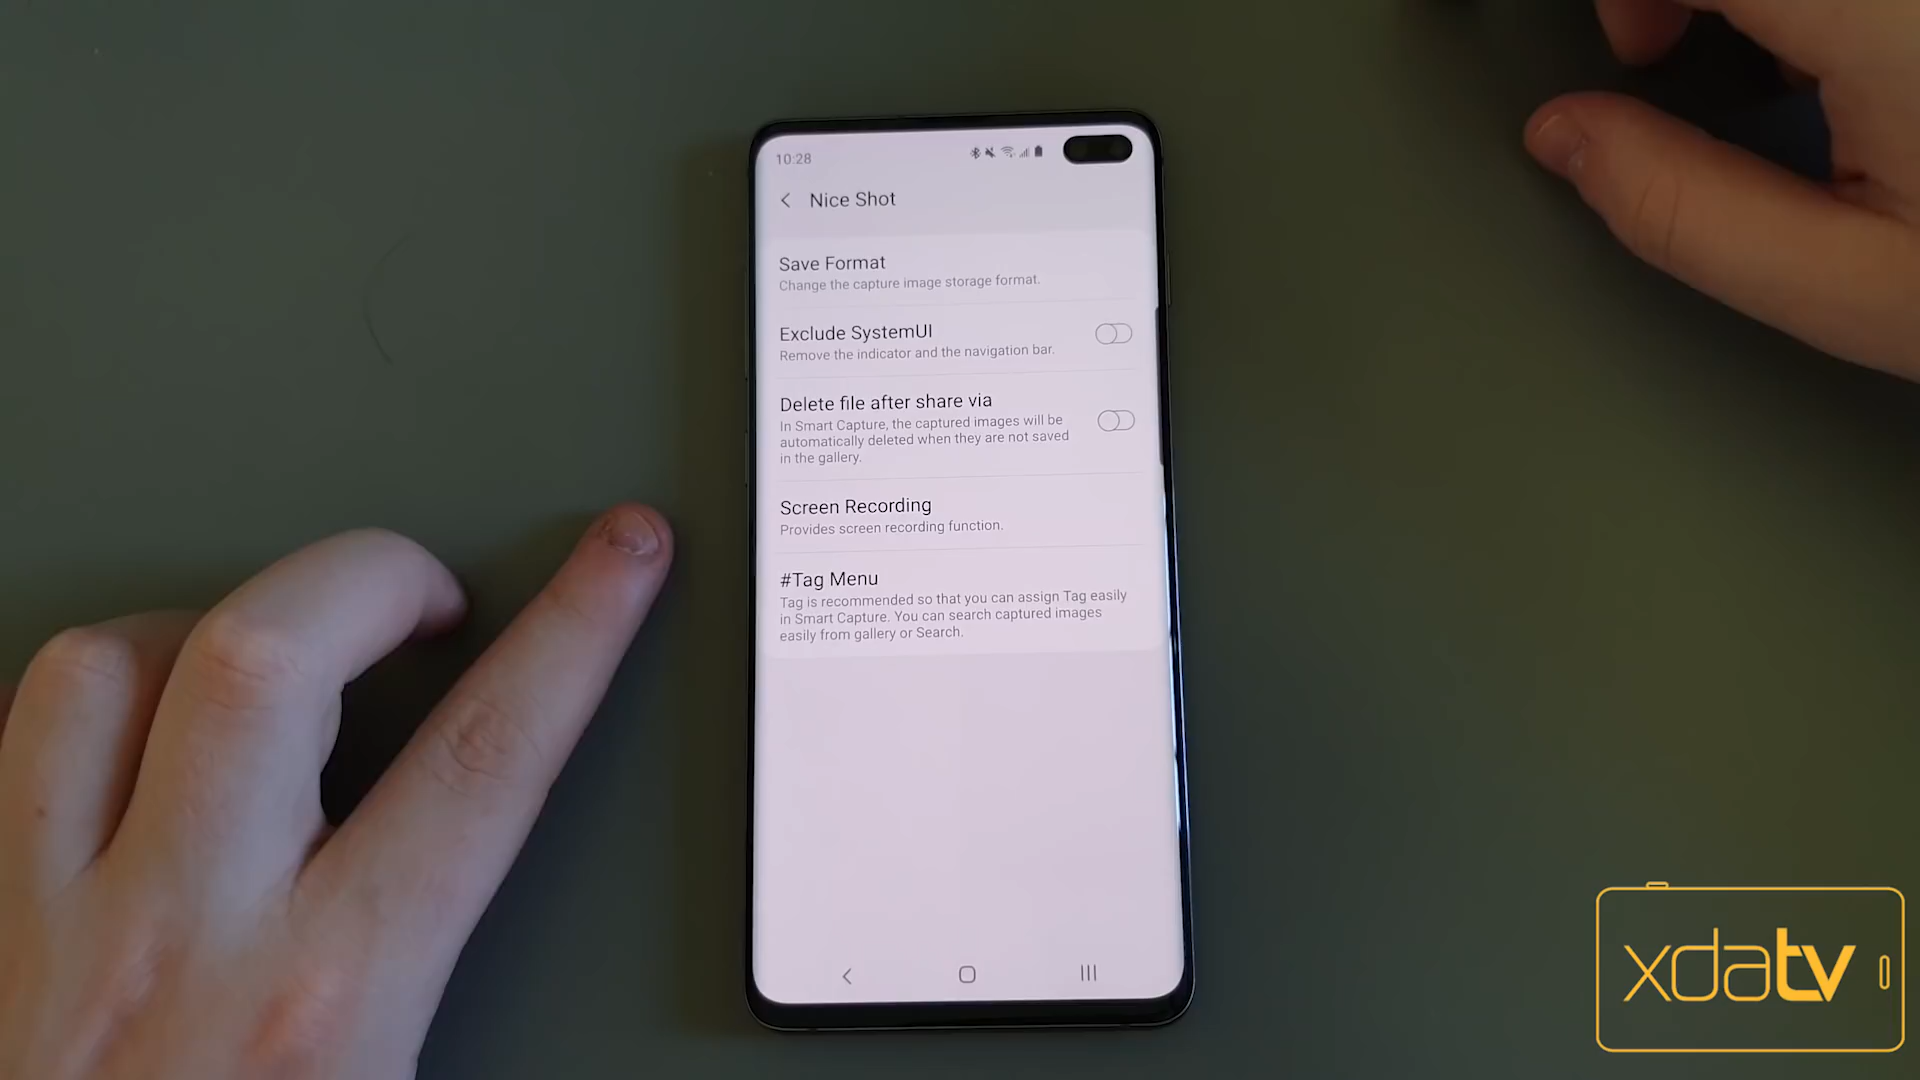 10:28
Nice Shot
Save Format
Change the capture image storage format.
Exclude SystemUI
Remove the indicator and the navigation bar.
Delete file after share via
In Smart Capture, the captured images will be
automatically deleted when they are not saved
in the gallery.
Screen Recording
Provides screen recording function.
#Tag Menu
Tag is recommended so that you can assign Tag easily
in Smart Capture. You can search captured images
easily from gallery or Search.
xdatv